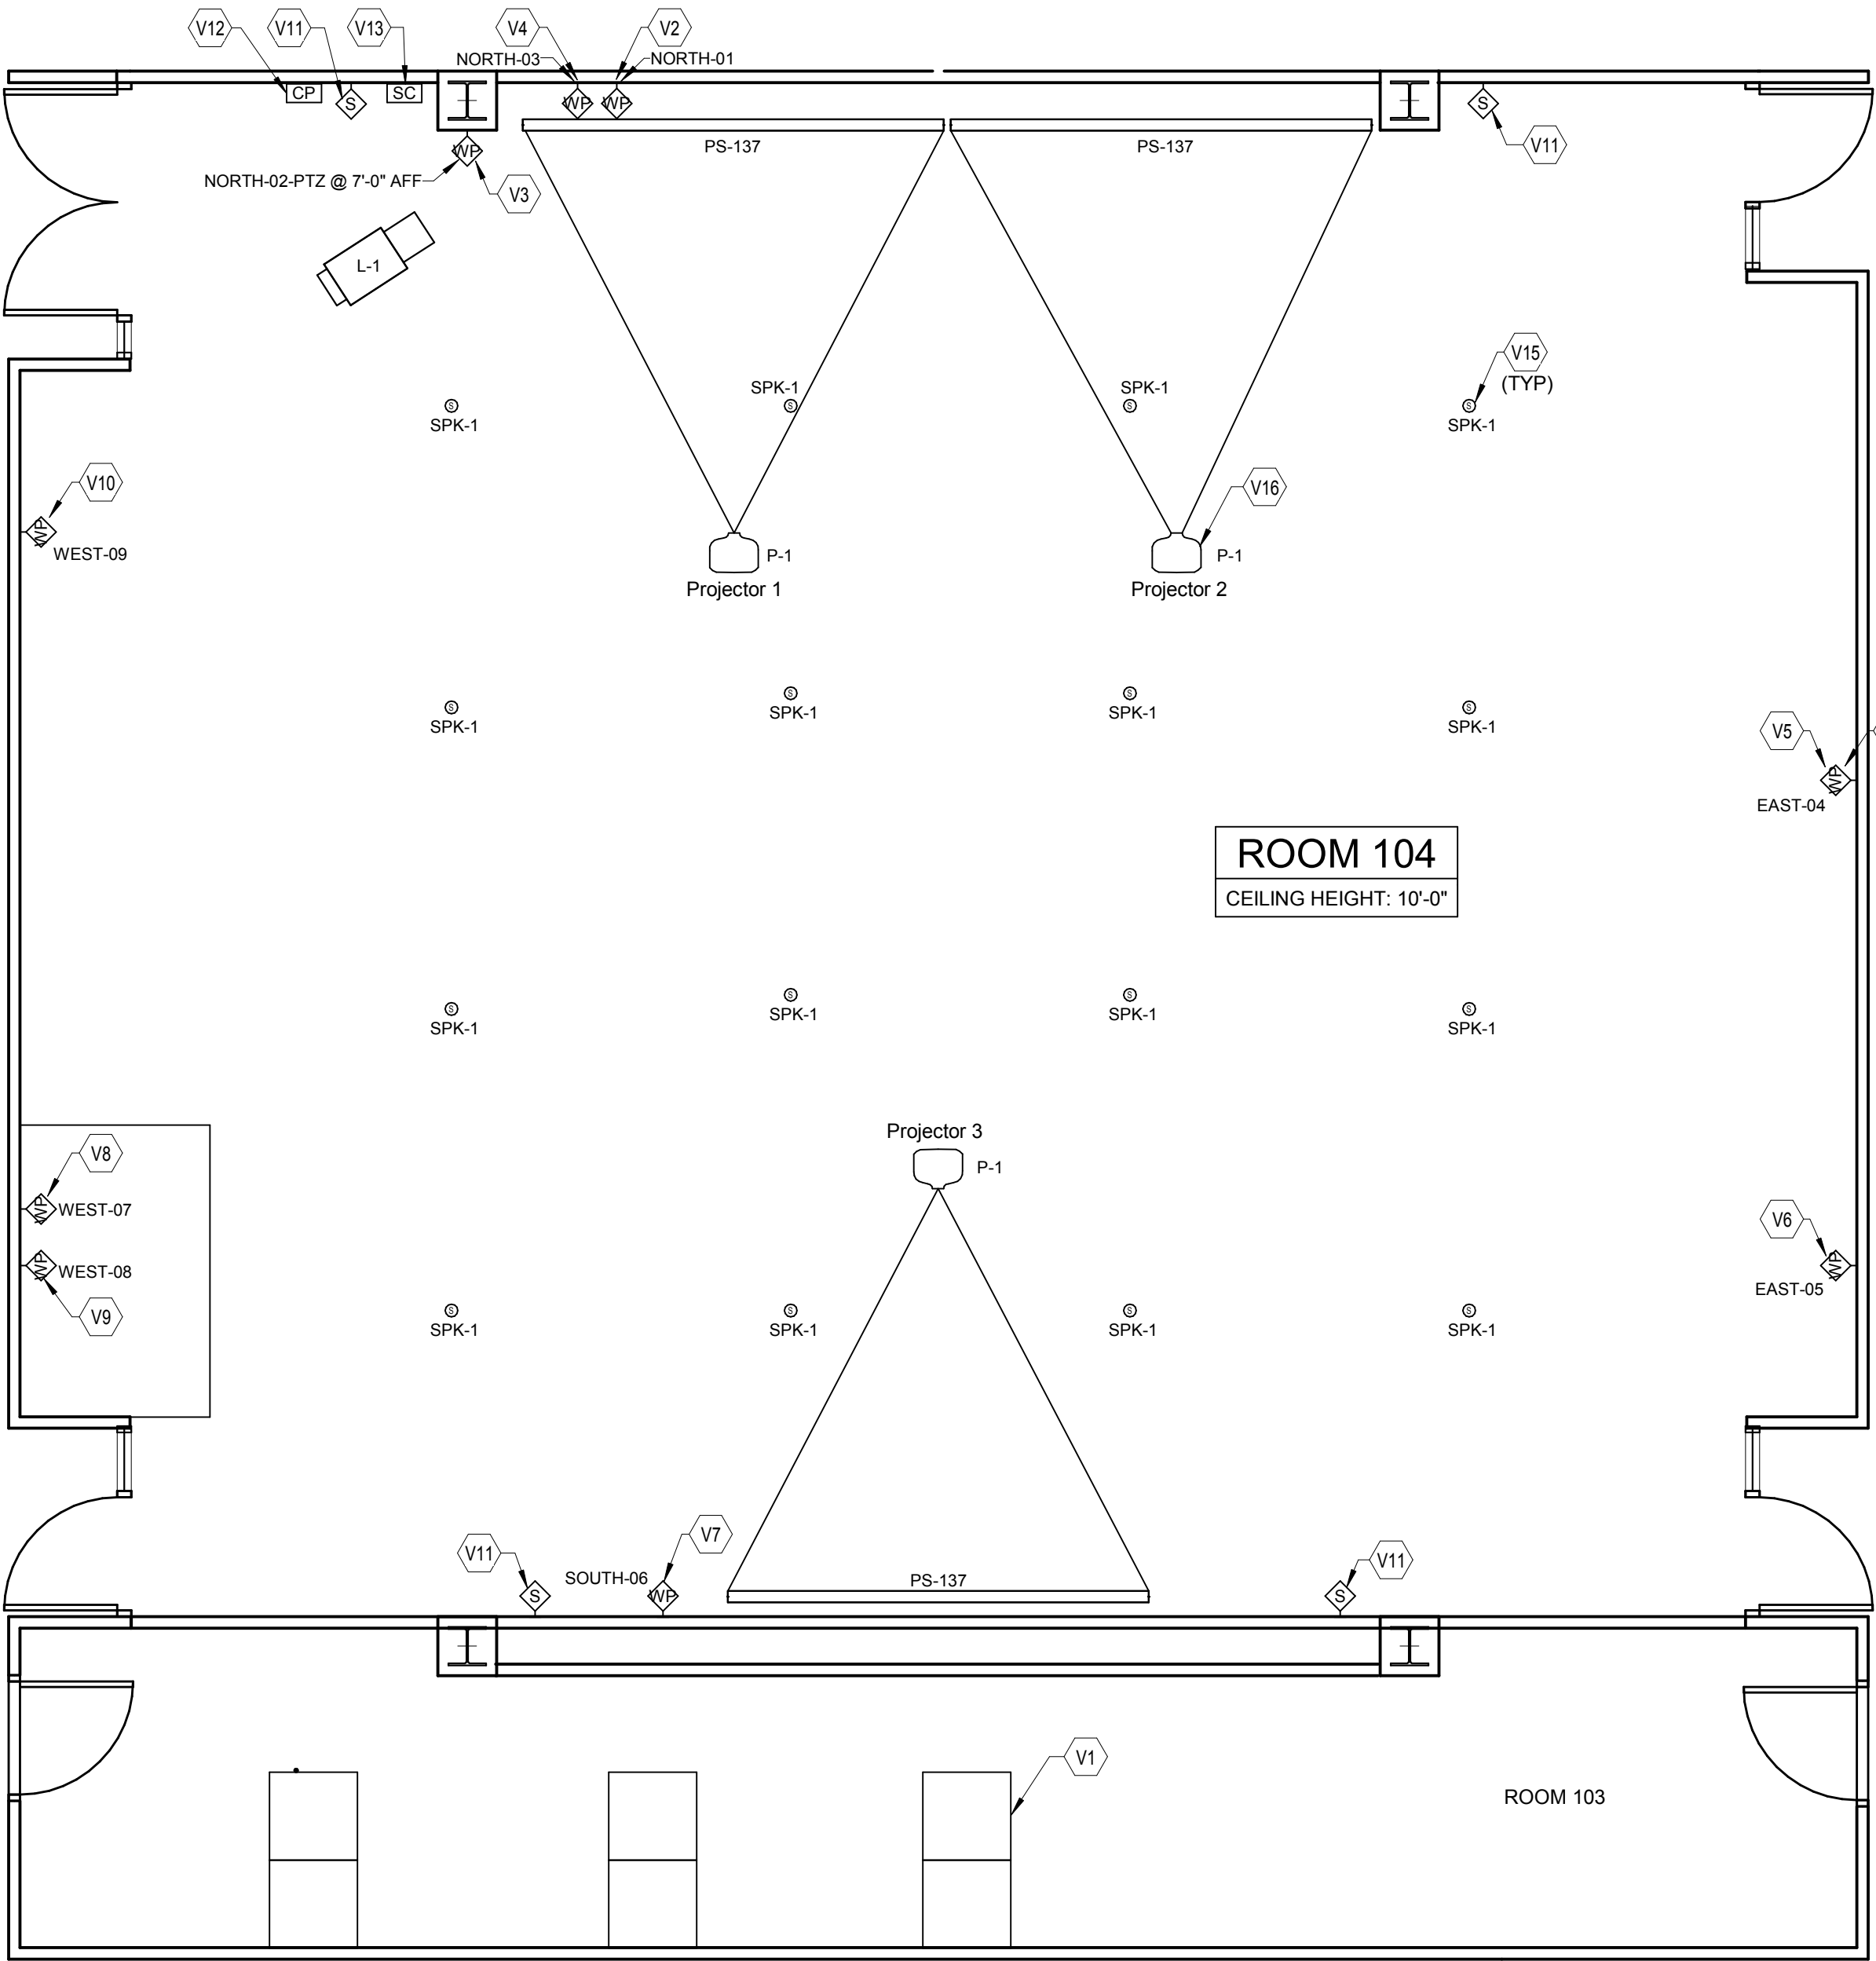 V12
V11
V13
V4
V2
NORTH-03
NORTH-01
CP
S
SC
WP
WP
S
PS-137
PS-137
V11
WP
NORTH-02-PTZ @ 7'-0" AFF
V3
L-1
V15
(TYP)
SPK-1
SPK-1
S
S
S
S
SPK-1
SPK-1
V10
V16
WP
WEST-09
P-1
P-1
Projector 1
Projector 2
S
S
S
S
SPK-1
SPK-1
SPK-1
SPK-1
V5
WP
EAST-04
ROOM 104
CEILING HEIGHT: 10'-0"
S
S
S
S
SPK-1
SPK-1
SPK-1
SPK-1
Projector 3
P-1
V8
WP
WEST-07
V6
WP
WEST-08
WP
EAST-05
V9
S
S
S
S
SPK-1
SPK-1
SPK-1
SPK-1
V11
V7
V11
SOUTH-06
PS-137
S
WP
S
V1
ROOM 103